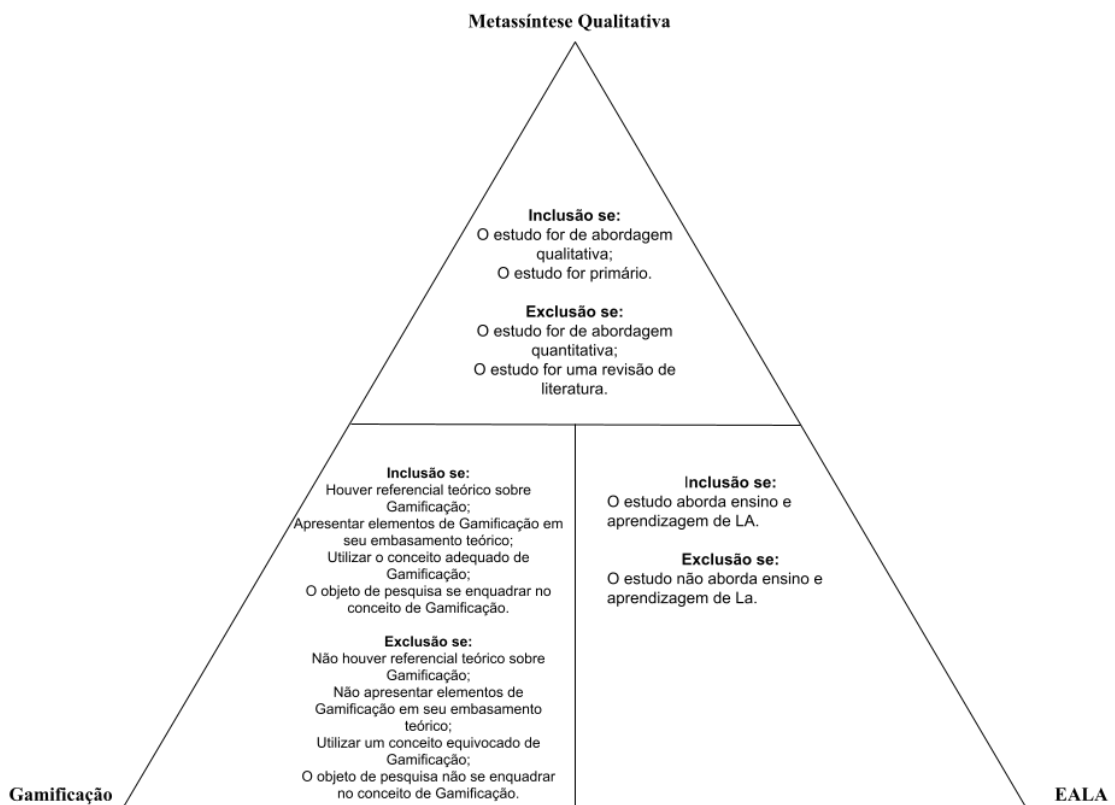 Metassíntese Qualitativa
Inclusão se:
O estudo for de abordagem
qualitativa;
O estudo for primário.
Exclusão se:
O estudo for de abordagem
quantitativa;
O estudo for uma revisão de
literatura.
Inclusão se:
Houver referencial teórico sobre
Gamificação;
Apresentar elementos de Gamificação em
seu embasamento teórico;
Utilizar o conceito adequado de
Gamificação;
O objeto de pesquisa se enquadrar no
conceito de Gamificação.
Exclusão se:
Não houver referencial teórico sobre
Gamificação;
Não apresentar elementos de
Gamificação em seu embasamento
teórico;
Utilizar um conceito equivocado de
Gamificação;
O objeto de pesquisa não se enquadrar
no conceito de Gamificação.
Inclusão se:
O estudo aborda ensino e
aprendizagem de LA.
Exclusão se:
O estudo não aborda ensino e
aprendizagem de La.
Gamificação
EALA